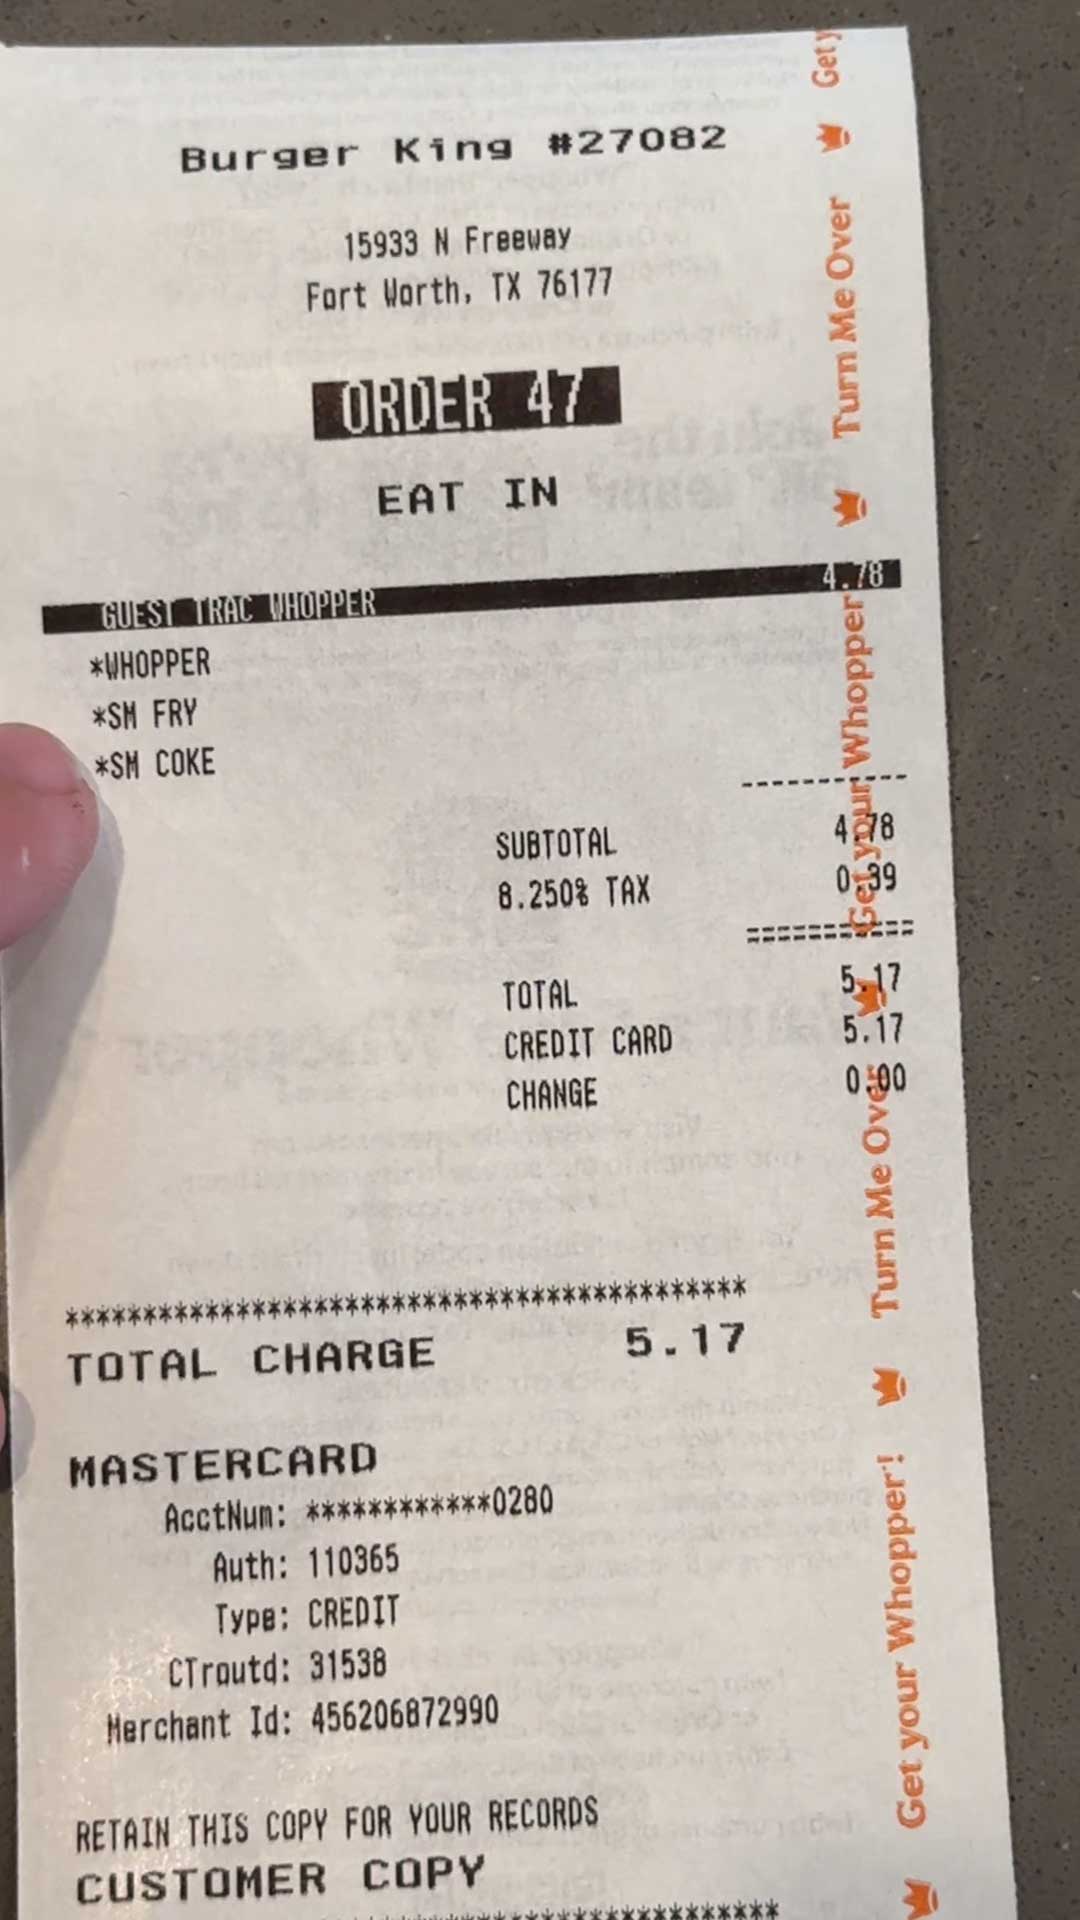 Burger King #27082
15933 N Freeway
Fort Worth, TX 76177
ORDER 47
EAT IN
GUEST TRAC WHOPPER 4.78
*WHOPPER
*SM FRY
*SM COKE
-----------
SUBTOTAL 4.78
8.250% TAX 0.39
===========
TOTAL 5.17
CREDIT CARD 5.17
CHANGE 0.00
********************************************
TOTAL CHARGE 5.17
MASTERCARD
AcctNum: ************0280
Auth: 110365
Type: CREDIT
CTroutd: 31538
Merchant Id: 456206872990
RETAIN THIS COPY FOR YOUR RECORDS
CUSTOMER COPY
********************************************
Get y
Turn Me Over
Get your Whopper
Turn Me Over
Get your Whopper!